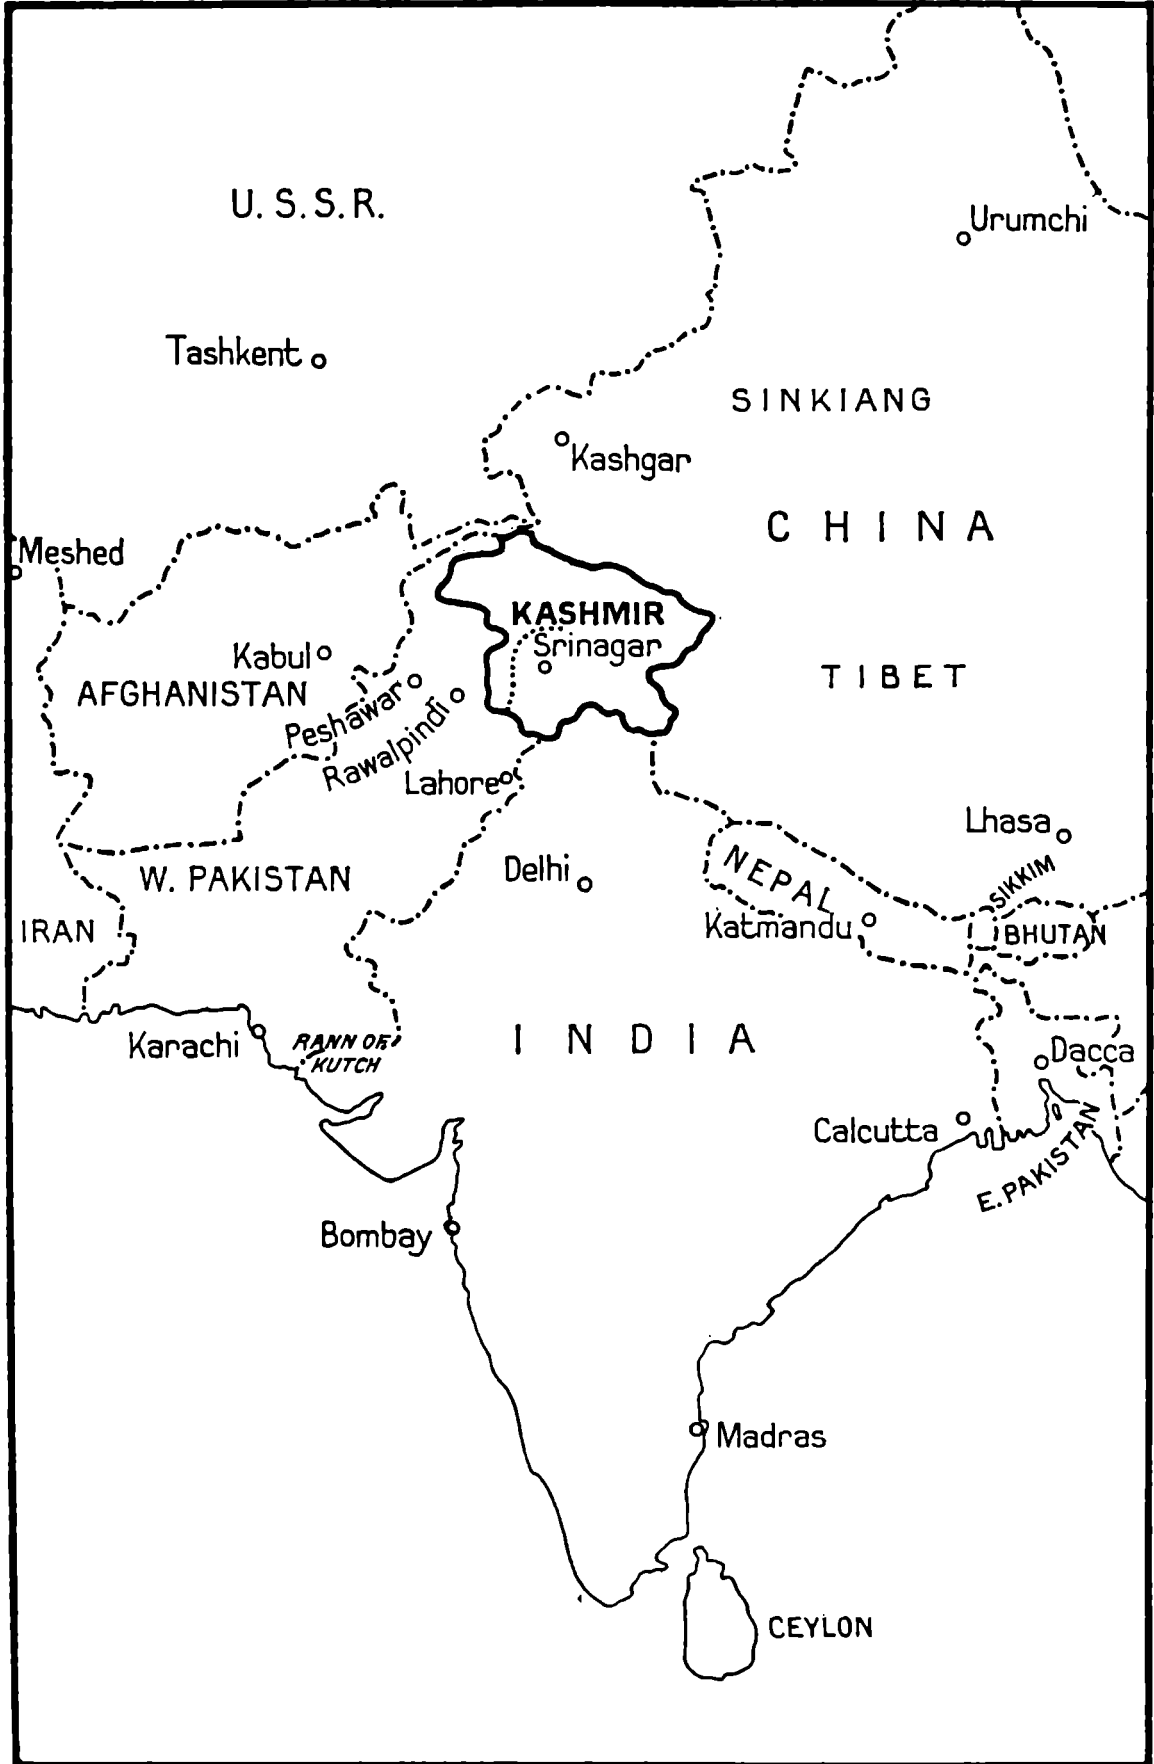 U.S.S.R.
Urumchi
Tashkent
SINKIANG
Kashgar
CHINA
Meshed
KASHMIR
Srinagar
Kabul
TIBET
AFGHANISTAN
Peshawar
Rawalpindi
Lahore
Lhasa
Delhi
NEPAL
SIKKIM
W. PAKISTAN
Katmandu
IRAN
BHUTAN
Karachi
RANN OF
KUTCH
INDIA
Dacca
Calcutta
E. PAKISTAN
Bombay
Madras
CEYLON